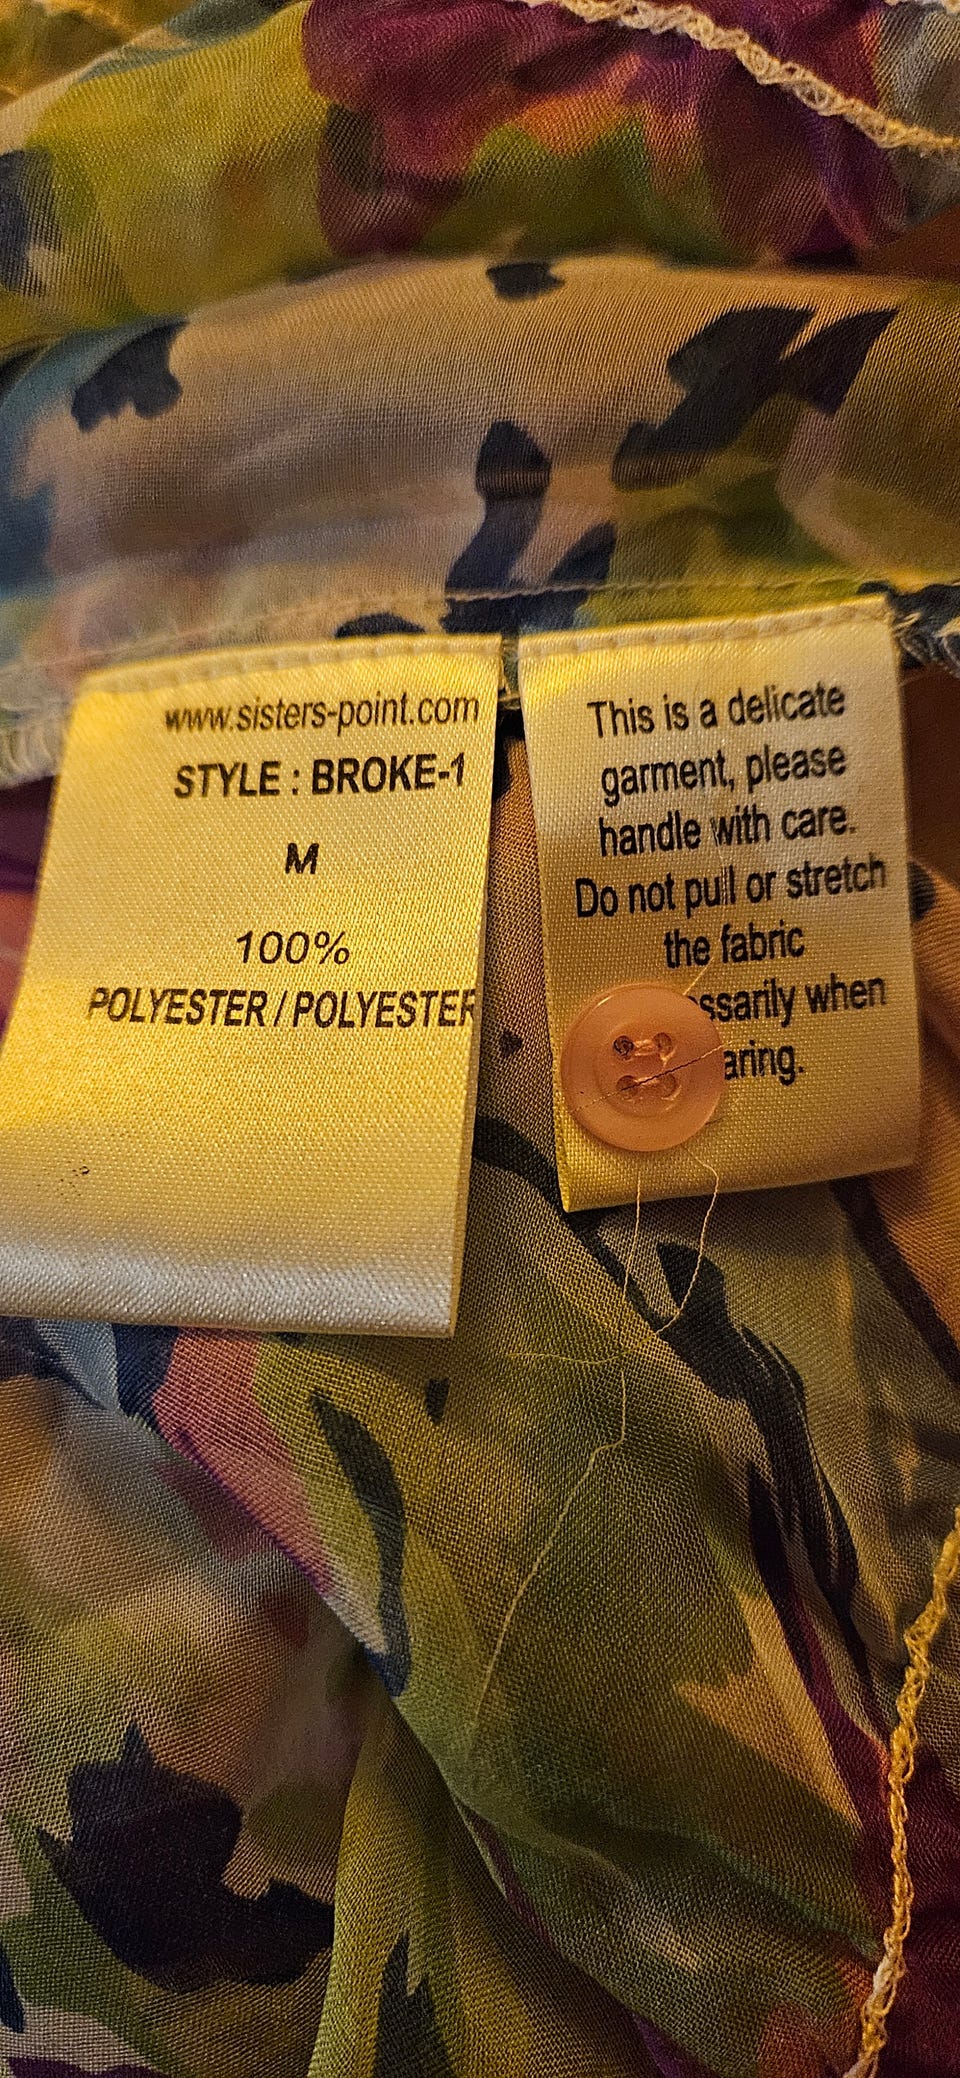 www.sisters-point.com
STYLE : BROKE-1
M
100%
POLYESTER / POLYESTER
This is a delicate
garment, please
handle with care.
Do not pull or stretch
the fabric
when